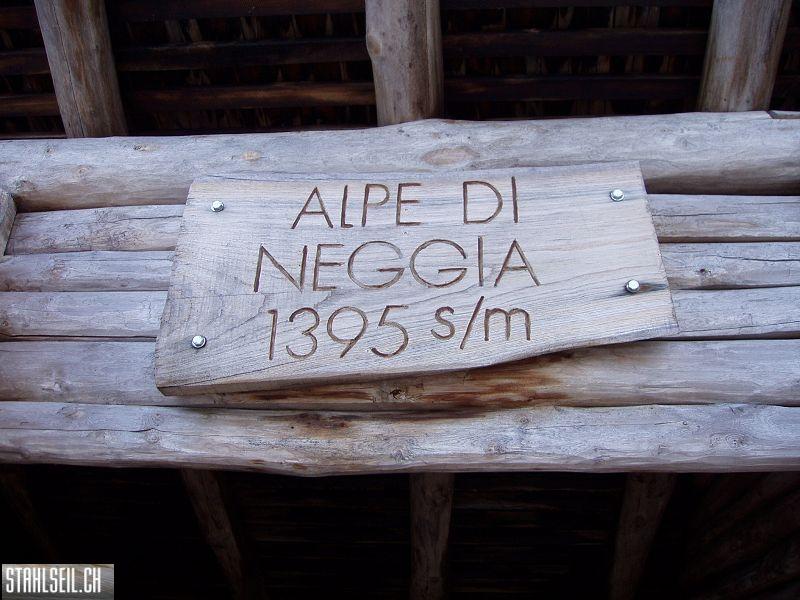 ALPE DI
NEGGIA
1395 s/m
STAHLSEIL.CH